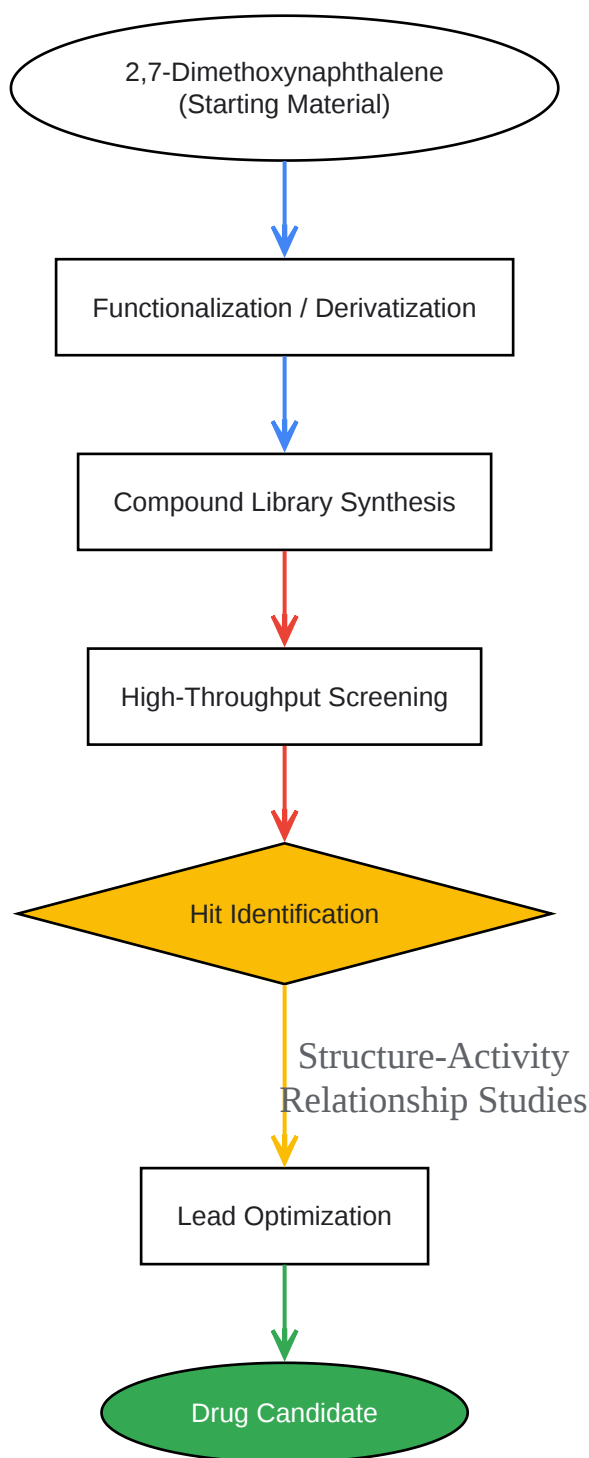 2,7-Dimethoxynaphthalene
(Starting Material)
Functionalization / Derivatization
Compound Library Synthesis
High-Throughput Screening
Hit Identification
Structure-Activity
Relationship Studies
Lead Optimization
Drug Candidate